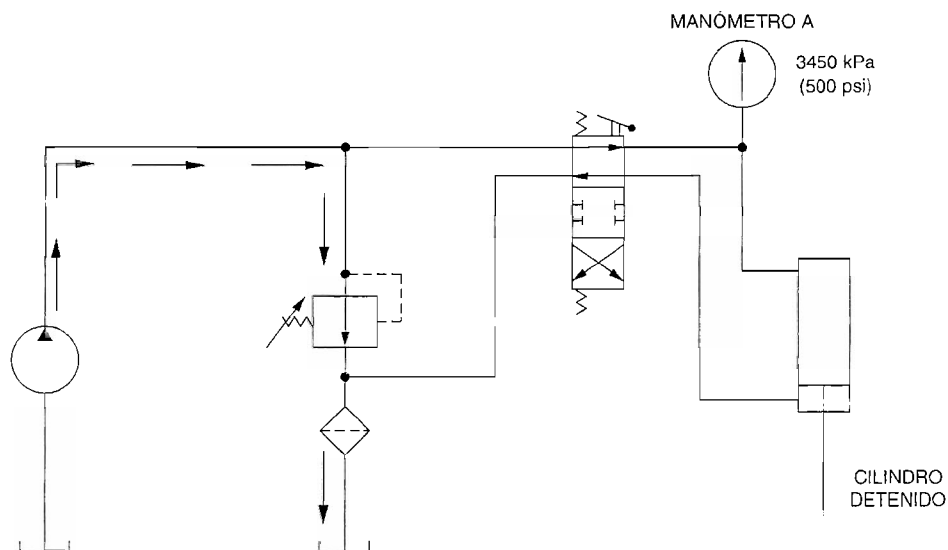 MANÓMETRO A
3450 kPa
(500 psi)
CILINDRO
DETENIDO